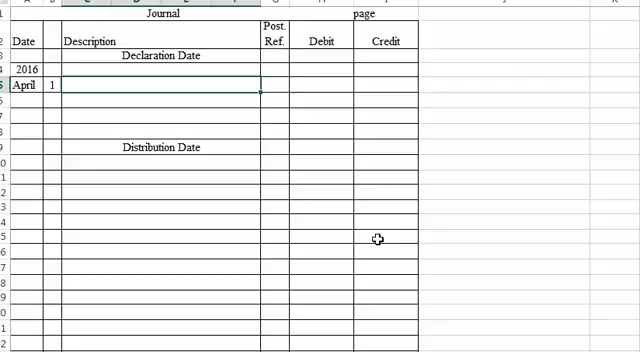 Journal page
Post.
Date Description Ref. Debit Credit
Declaration Date
2016
April 1
Distribution Date